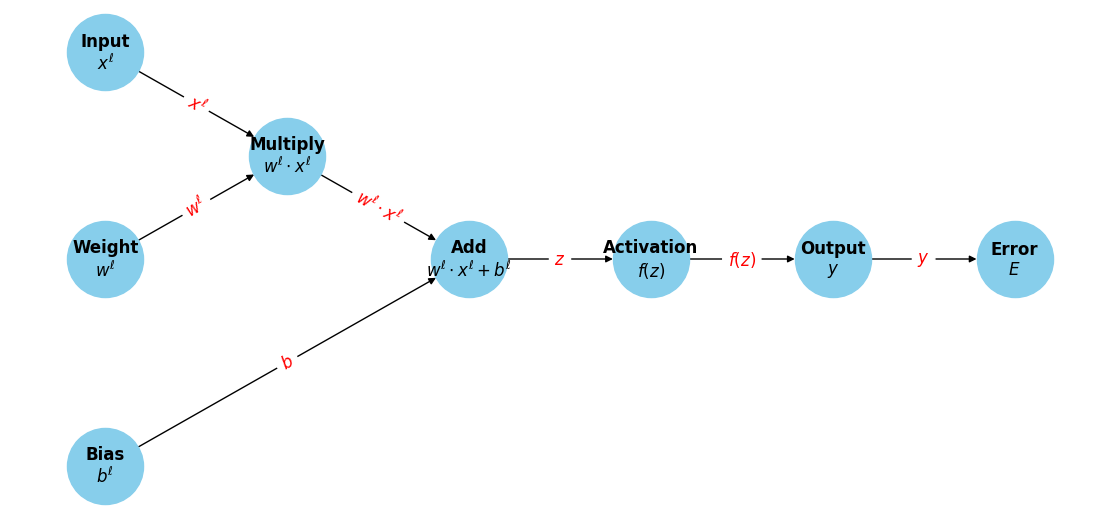 Input
xℓ
xℓ
Multiply
wℓ · xℓ
wℓ
Weight
wℓ
wℓ · xℓ
Add
wℓ · xℓ + bℓ
z
Activation
f(z)
f(z)
Output
y
y
Error
E
b
Bias
bℓ